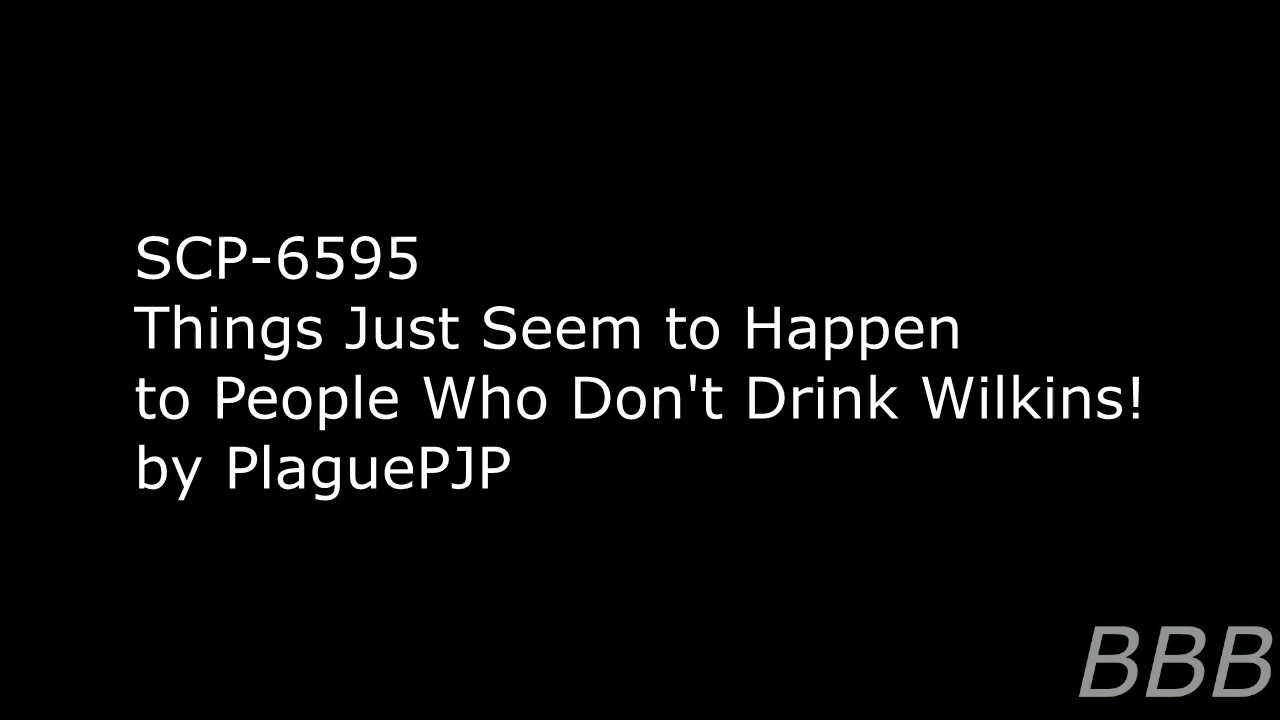 SCP-6595
Things Just Seem to Happen
to People Who Don't Drink Wilkins!
by PlaguePJP
BBB